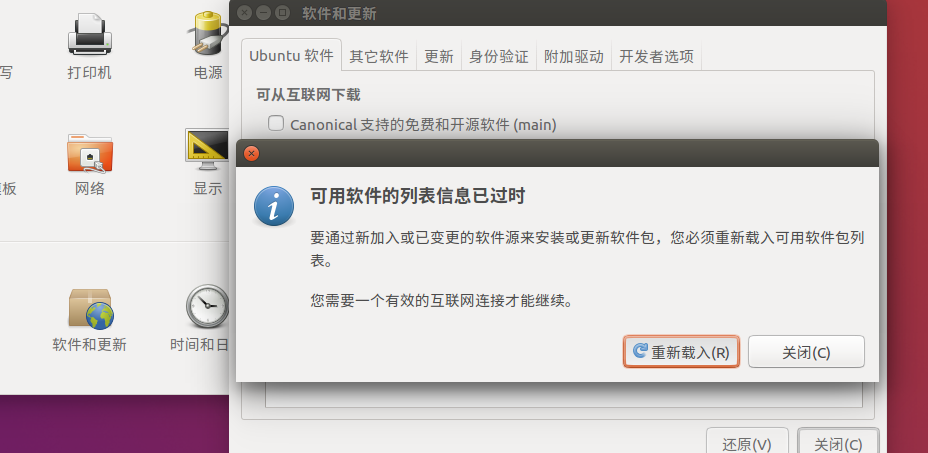 软件和更新
打印机
电源
写
Ubuntu 软件 其它软件 更新 身份验证 附加驱动 开发者选项
可从互联网下载
Canonical 支持的免费和开源软件 (main)
网络
显示
板
可用软件的列表信息已过时
要通过新加入或已变更的软件源来安装或更新软件包，您必须重新载入可用软件包列
表。
您需要一个有效的互联网连接才能继续。
重新载入(R) 关闭(C)
软件和更新
时间和日
还原(V) 关闭(C)